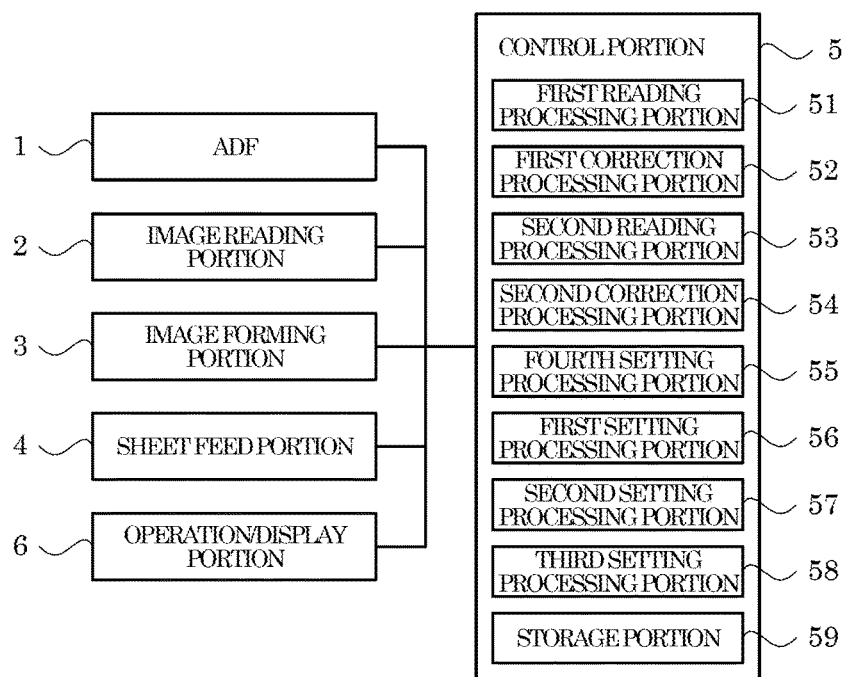 CONTROL PORTION 5
FIRST READING
PROCESSING PORTION 51
FIRST CORRECTION
PROCESSING PORTION 52
SECOND READING
PROCESSING PORTION 53
SECOND CORRECTION
PROCESSING PORTION 54
FOURTH SETTING
PROCESSING PORTION 55
FIRST SETTING
PROCESSING PORTION 56
SECOND SETTING
PROCESSING PORTION 57
THIRD SETTING
PROCESSING PORTION 58
STORAGE PORTION 59
1 ADF
2 IMAGE READING
PORTION
3 IMAGE FORMING
PORTION
4 SHEET FEED PORTION
6 OPERATION/DISPLAY
PORTION